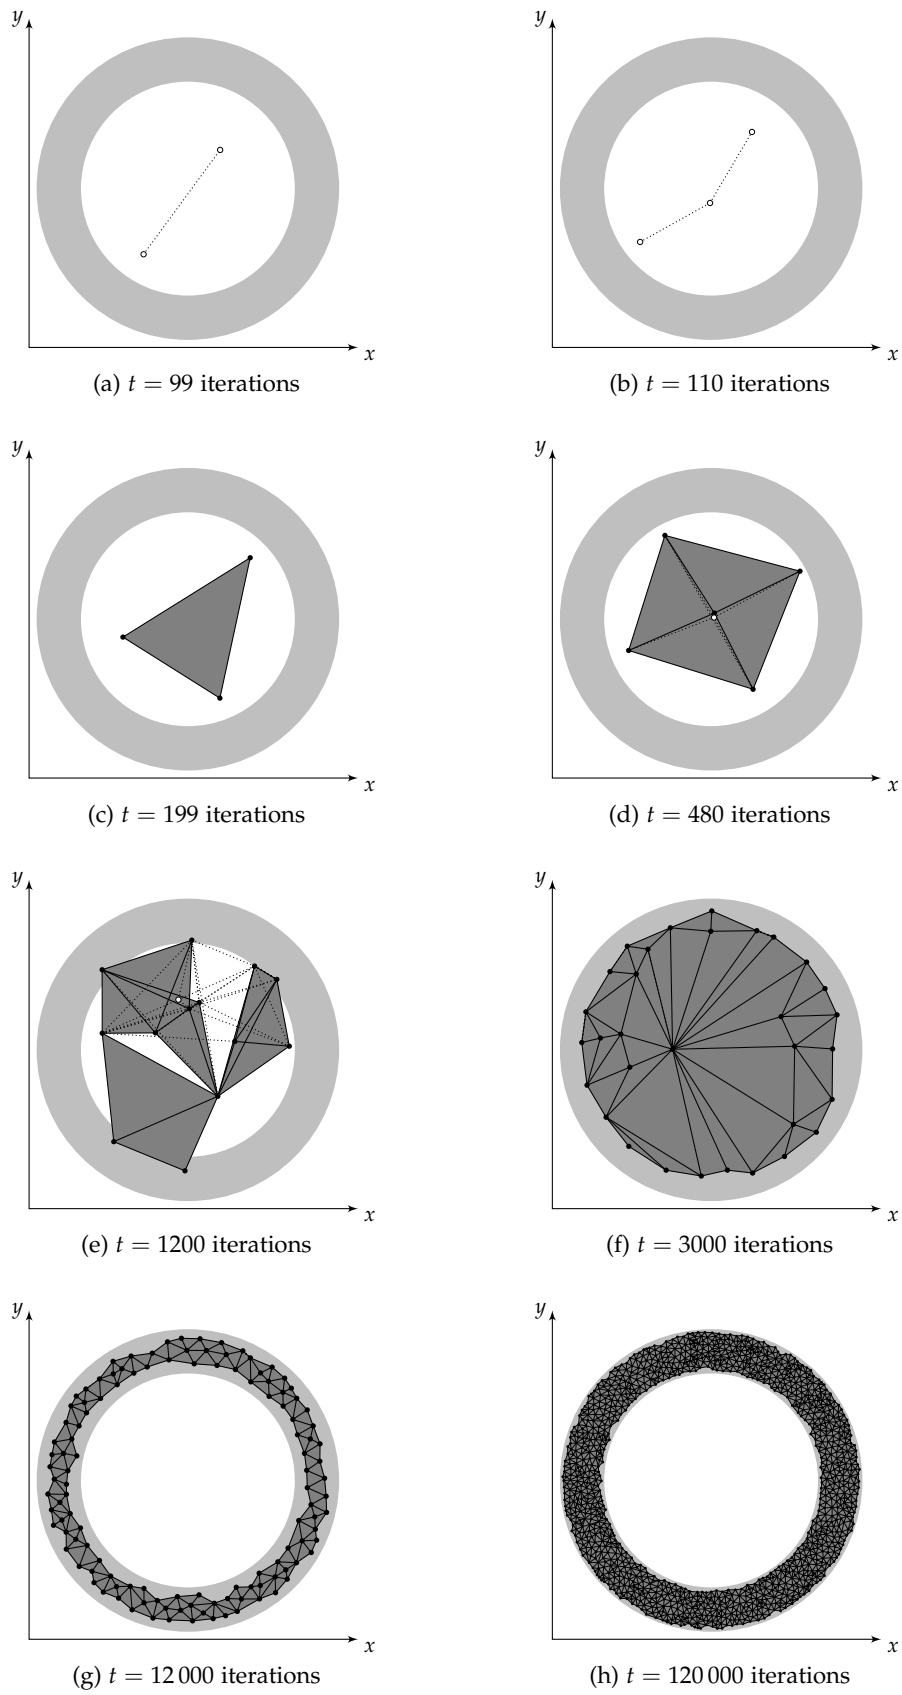 y
y
x
x
(a) t = 99 iterations
(b) t = 110 iterations
y
y
x
x
(c) t = 199 iterations
(d) t = 480 iterations
y
y
x
x
(e) t = 1200 iterations
(f) t = 3000 iterations
y
y
x
x
(g) t = 12 000 iterations
(h) t = 120 000 iterations